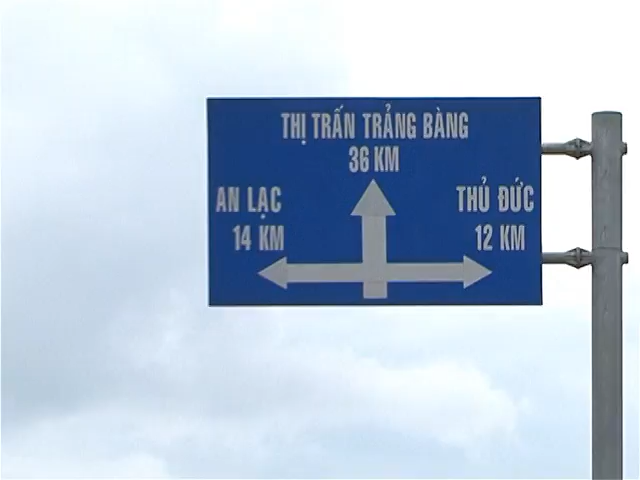 THỊ TRẤN TRẢNG BÀNG
36 KM
AN LẠC
14 KM
THỦ ĐỨC
12 KM